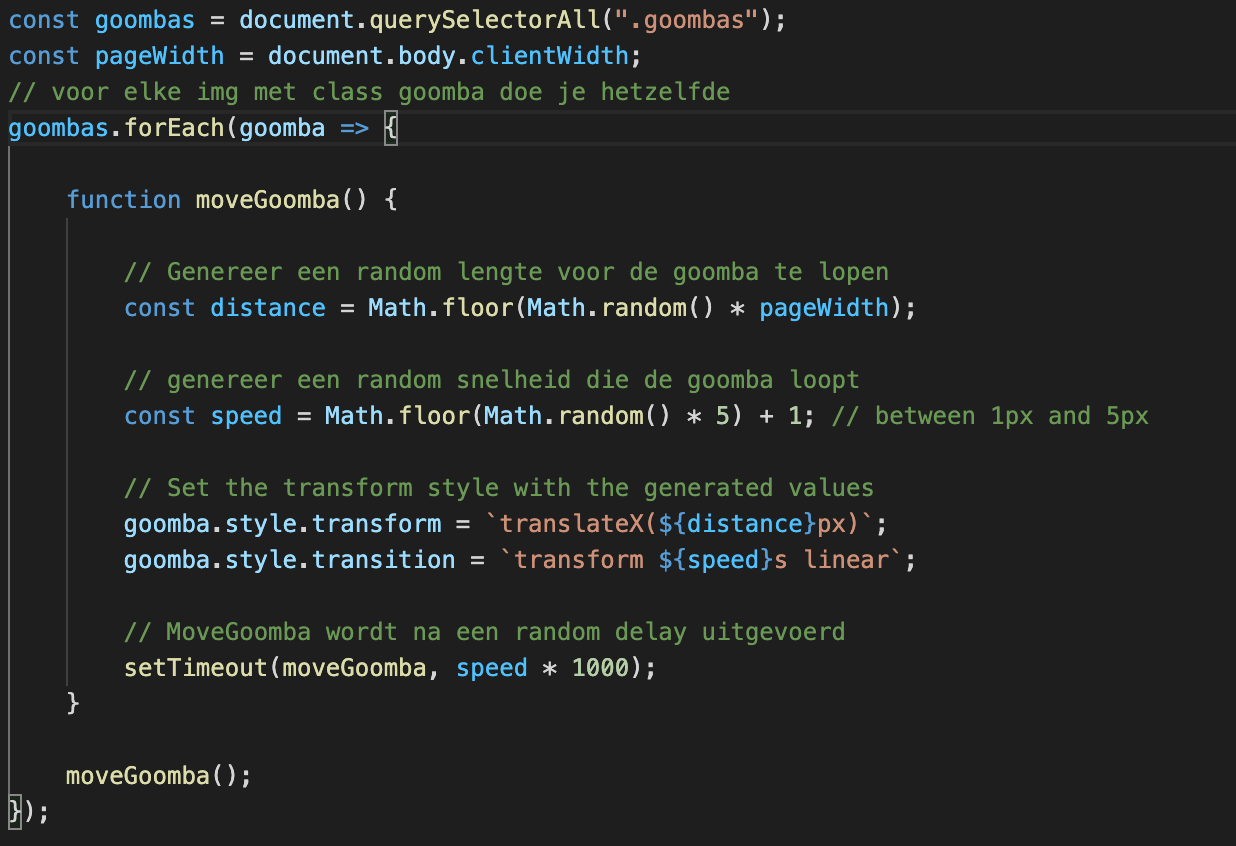 const goombas = document.querySelectorAll(".goombas");
const pageWidth = document.body.clientWidth;
// voor elke img met class goomba doe je hetzelfde
goombas.forEach(goomba => {
function moveGoomba() {
// Genereer een random lengte voor de goomba te lopen
const distance = Math.floor(Math.random() * pageWidth);
// genereer een random snelheid die de goomba loopt
const speed = Math.floor(Math.random() * 5) + 1; // between 1px and 5px
// Set the transform style with the generated values
goomba.style.transform = `translateX(${distance}px)`;
goomba.style.transition = `transform ${speed}s linear`;
// MoveGoomba wordt na een random delay uitgevoerd
setTimeout(moveGoomba, speed * 1000);
}
moveGoomba();
});